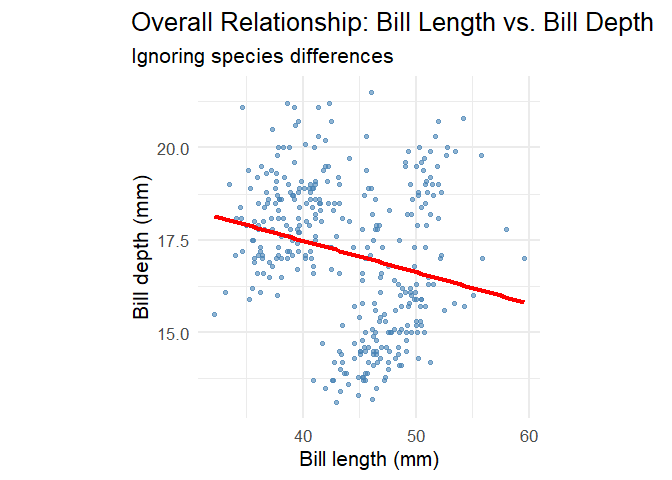 Overall Relationship: Bill Length vs. Bill Depth
Ignoring species differences
20.0
17.5
15.0
Bill depth (mm)
40
50
60
Bill length (mm)